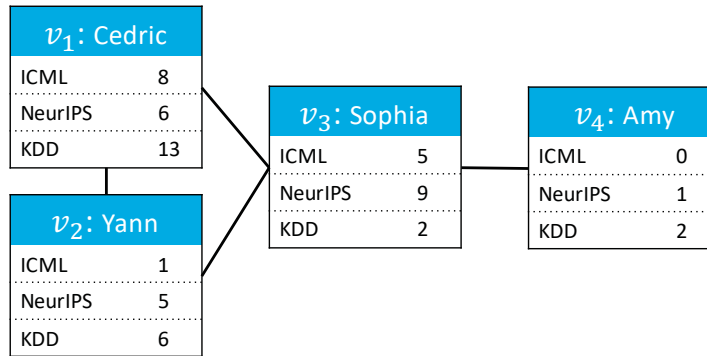 v₁: Cedric
ICML 8
NeurIPS 6
KDD 13
v₂: Yann
ICML 1
NeurIPS 5
KDD 6
v₃: Sophia
ICML 5
NeurIPS 9
KDD 2
v₄: Amy
ICML 0
NeurIPS 1
KDD 2